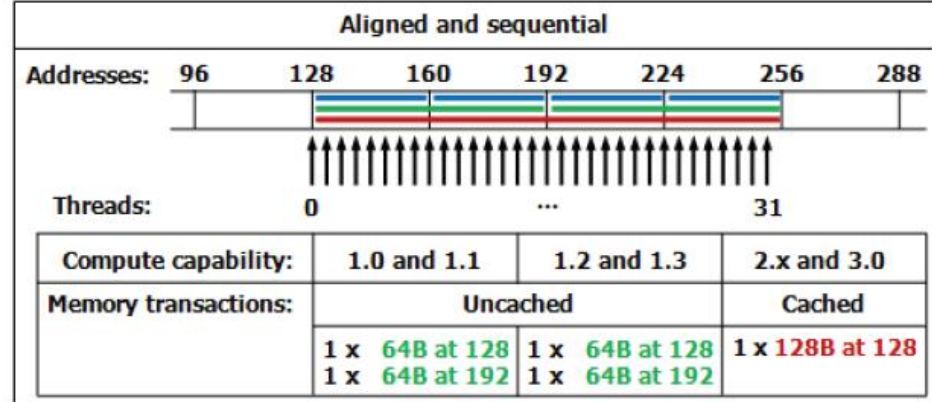 Aligned and sequential
Addresses: 96 128 160 192 224 256 288
Threads: 0 ... 31
Compute capability: 1.0 and 1.1 1.2 and 1.3 2.x and 3.0
Memory transactions: Uncached Cached
1 x 64B at 128 1 x 64B at 128 1 x 128B at 128
1 x 64B at 192 1 x 64B at 192